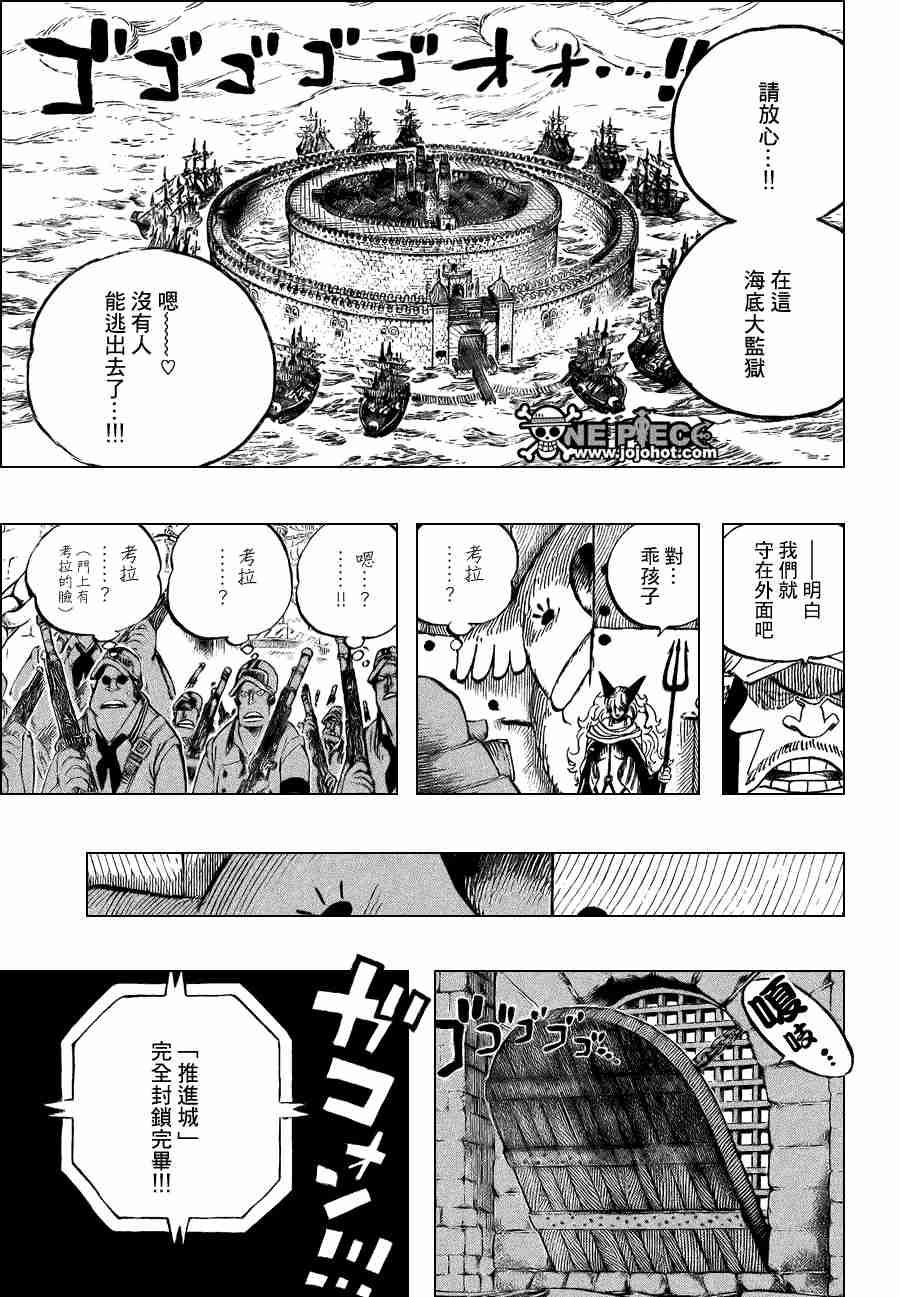 ゴゴゴゴゴゴオォ…!!
請放心…!!
在這
海底大監獄
嗯~~~♡
沒有人
能逃出去了…!!!
ONE PIECE
www.jojohot.com
——明白
我們就
守在外面吧
對…
乖孩子
考拉
……?
嗯…?
……!!
考拉
……?
考拉
……?
(門上有
考拉的臉)
嘎吱…
ゴゴゴゴゴ
ガコメン!!!
「推進城」
完全封鎖完畢!!!